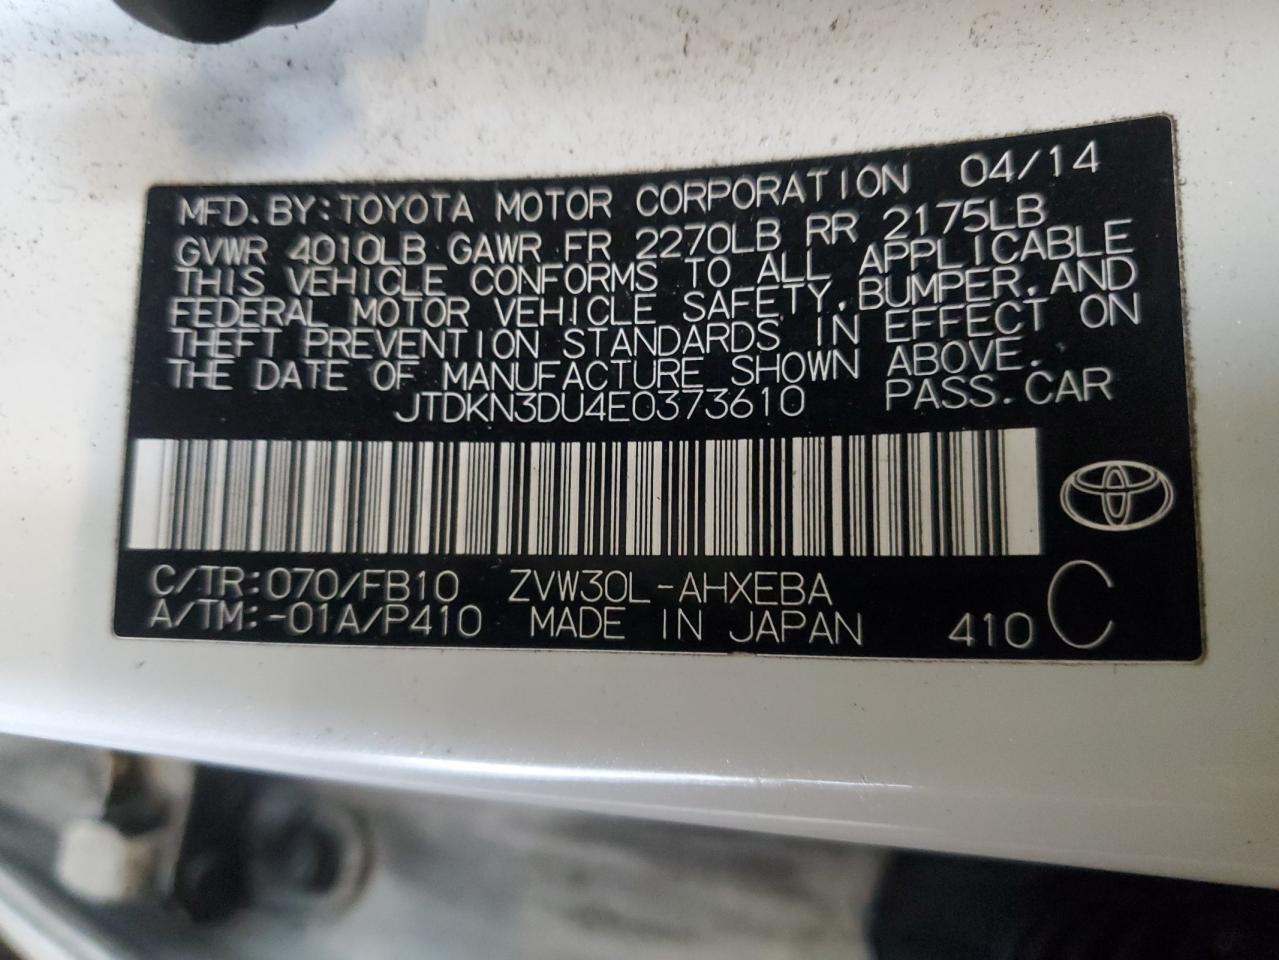 MFD. BY: TOYOTA MOTOR CORPORATION 04/14
GVWR 4010LB GAWR FR 2270LB RR 2175LB
THIS VEHICLE CONFORMS TO ALL APPLICABLE
FEDERAL MOTOR VEHICLE SAFETY, BUMPER, AND
THEFT PREVENTION STANDARDS IN EFFECT ON
THE DATE OF MANUFACTURE SHOWN ABOVE.
JTDKN3DU4E0373610 PASS. CAR
C/TR: 070/FB10 ZVW30L-AHXEBA
A/TM: -01A/P410 MADE IN JAPAN 410 C